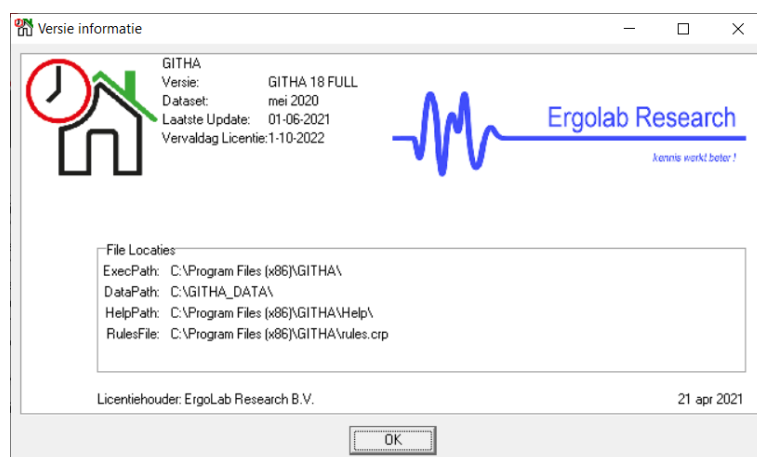 Versie informatie
GITHA
Versie: GITHA 18 FULL
Dataset: mei 2020
Laatste Update: 01-06-2021
Vervaldag Licentie:1-10-2022
Ergolab Research
kennis werkt beter !
File Locaties
ExecPath: C:\Program Files (x86)\GITHA\
DataPath: C:\GITHA_DATA\
HelpPath: C:\Program Files (x86)\GITHA\Help\
RulesFile: C:\Program Files (x86)\GITHA\rules.crp
Licentiehouder: ErgoLab Research B.V. 21 apr 2021
OK